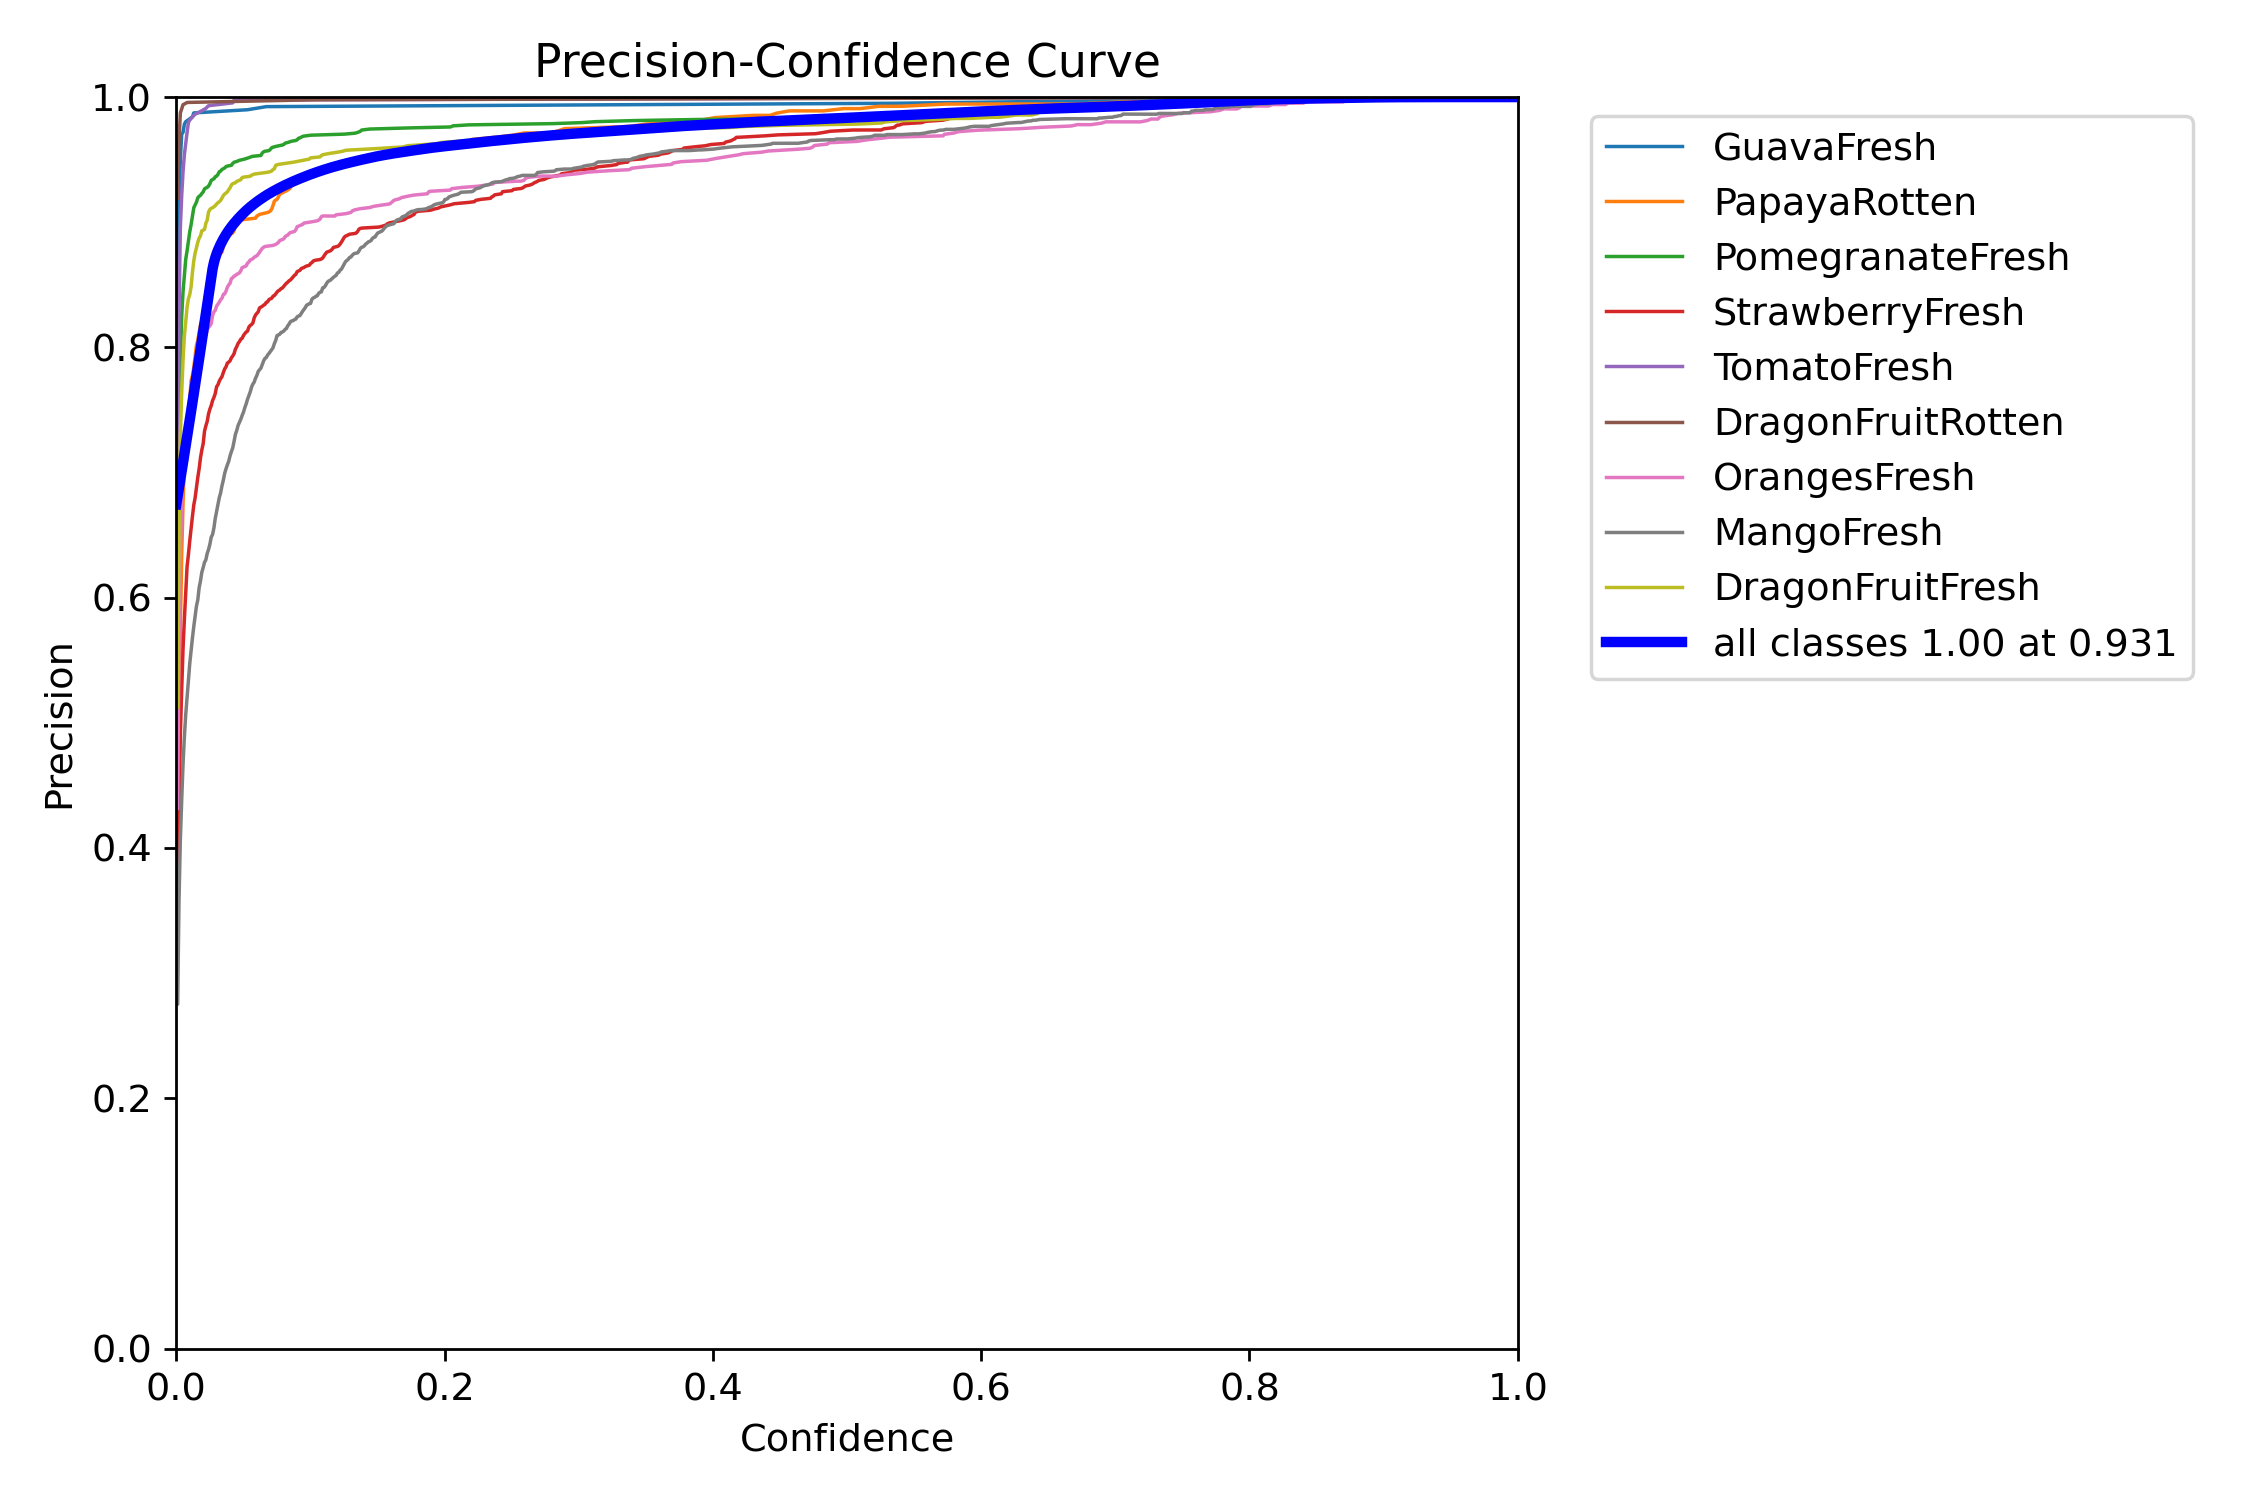 Precision-Confidence Curve
1.0
0.8
0.6
0.4
0.2
0.0
Precision
0.0 0.2 0.4 0.6 0.8 1.0
Confidence
GuavaFresh
PapayaRotten
PomegranateFresh
StrawberryFresh
TomatoFresh
DragonFruitRotten
OrangesFresh
MangoFresh
DragonFruitFresh
all classes 1.00 at 0.931